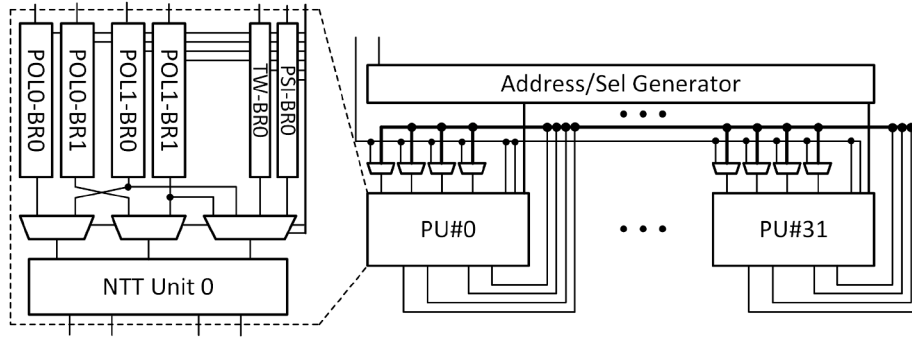 POL0-BR0
POL0-BR1
POL1-BR0
POL1-BR1
TW-BR0
PSI-BR0
NTT Unit 0
Address/Sel Generator
• • •
PU#0
• • •
PU#31